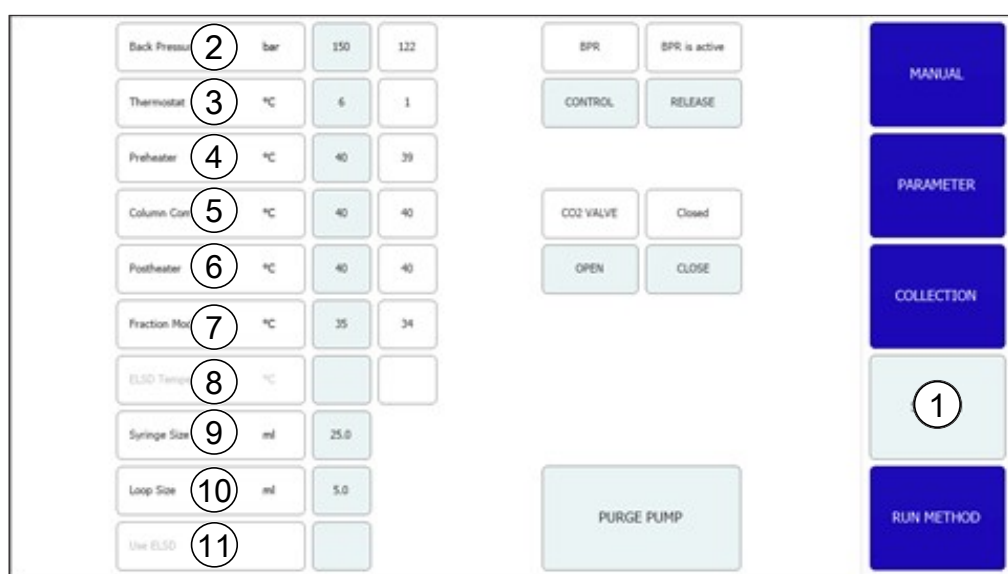 Back Pressu 2 bar 150 122 BPR BPR is active
MANUAL
Thermostat 3 °C 6 1 CONTROL RELEASE
Preheater 4 °C 40 39
PARAMETER
Column Con 5 °C 40 40 CO2 VALVE Closed
Postheater 6 °C 40 40 OPEN CLOSE
COLLECTION
Fraction Mod 7 °C 35 34
ELSD Tempe 8 °C
1
Syringe Size 9 ml 25.0
Loop Size 10 ml 5.0
PURGE PUMP RUN METHOD
Use ELSD 11